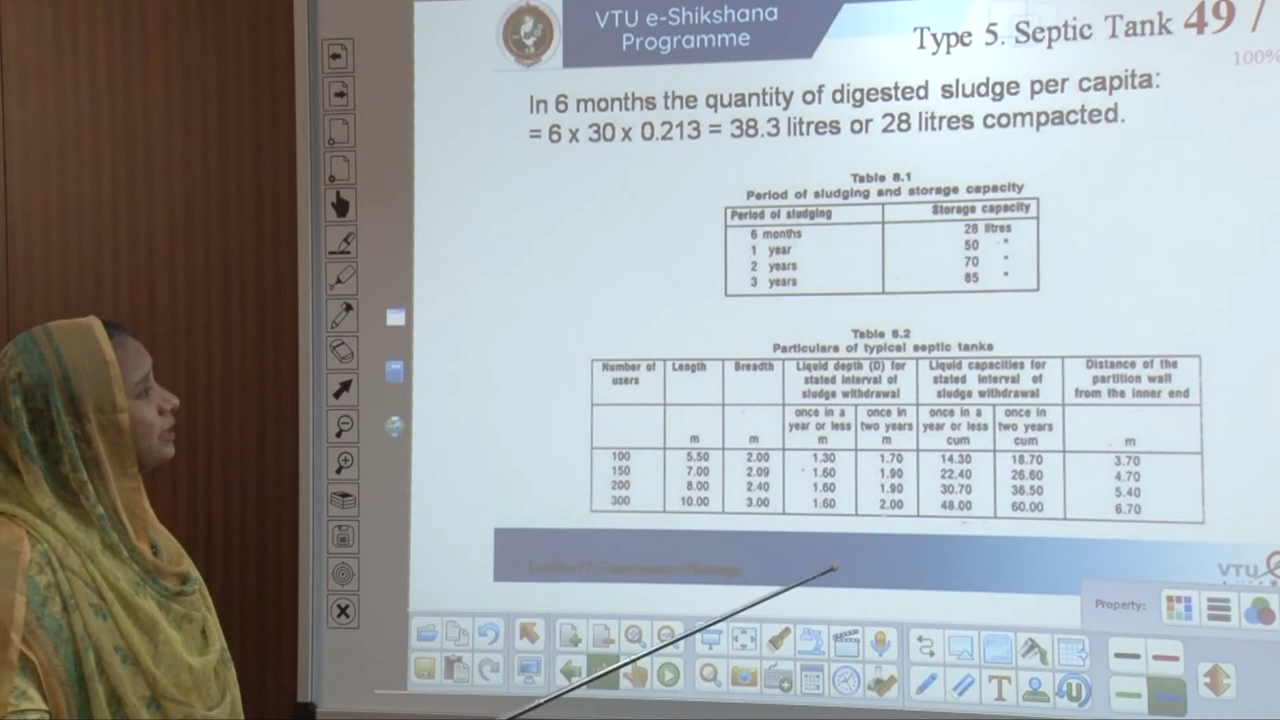 VTU e-Shikshana
Programme
Type 5. Septic Tank 49 /
100%
In 6 months the quantity of digested sludge per capita:
= 6 x 30 x 0.213 = 38.3 litres or 28 litres compacted.
Table 8.1
Period of sludging and storage capacity
Period of sludging Storage capacity
6 months 28 litres
1 year 50 "
2 years 70 "
3 years 85 "
Table 8.2
Particulars of typical septic tanks
Number of Length Breadth Liquid depth (D) for Liquid capacities for Distance of the
users stated interval of stated interval of partition wall
sludge withdrawal sludge withdrawal from the inner end
once in a once in once in a once in
year or less two years year or less two years
m m m m cum cum m
100 5.50 2.00 1.30 1.70 14.30 18.70 3.70
150 7.00 2.09 1.60 1.90 22.40 26.60 4.70
200 8.00 2.40 1.60 1.90 30.70 36.50 5.40
300 10.00 3.00 1.60 2.00 48.00 60.00 6.70
VTU
Property: